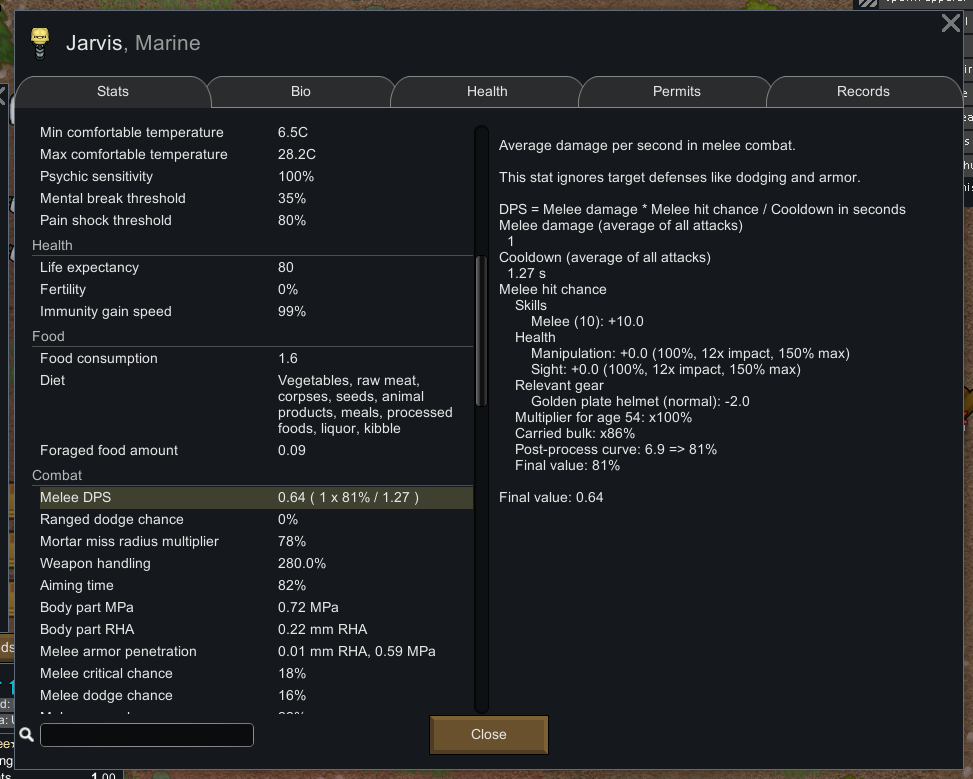 Jarvis, Marine
Stats
Bio
Health
Permits
Records
Min comfortable temperature 6.5C
Max comfortable temperature 28.2C
Psychic sensitivity 100%
Mental break threshold 35%
Pain shock threshold 80%
Health
Life expectancy 80
Fertility 0%
Immunity gain speed 99%
Food
Food consumption 1.6
Diet Vegetables, raw meat,
corpses, seeds, animal
products, meals, processed
foods, liquor, kibble
Foraged food amount 0.09
Combat
Melee DPS 0.64 ( 1 x 81% / 1.27 )
Ranged dodge chance 0%
Mortar miss radius multiplier 78%
Weapon handling 280.0%
Aiming time 82%
Body part MPa 0.72 MPa
Body part RHA 0.22 mm RHA
Melee armor penetration 0.01 mm RHA, 0.59 MPa
Melee critical chance 18%
Melee dodge chance 16%
Average damage per second in melee combat.
This stat ignores target defenses like dodging and armor.
DPS = Melee damage * Melee hit chance / Cooldown in seconds
Melee damage (average of all attacks)
1
Cooldown (average of all attacks)
1.27 s
Melee hit chance
Skills
Melee (10): +10.0
Health
Manipulation: +0.0 (100%, 12x impact, 150% max)
Sight: +0.0 (100%, 12x impact, 150% max)
Relevant gear
Golden plate helmet (normal): -2.0
Multiplier for age 54: x100%
Carried bulk: x86%
Post-process curve: 6.9 => 81%
Final value: 81%
Final value: 0.64
Close
1.00